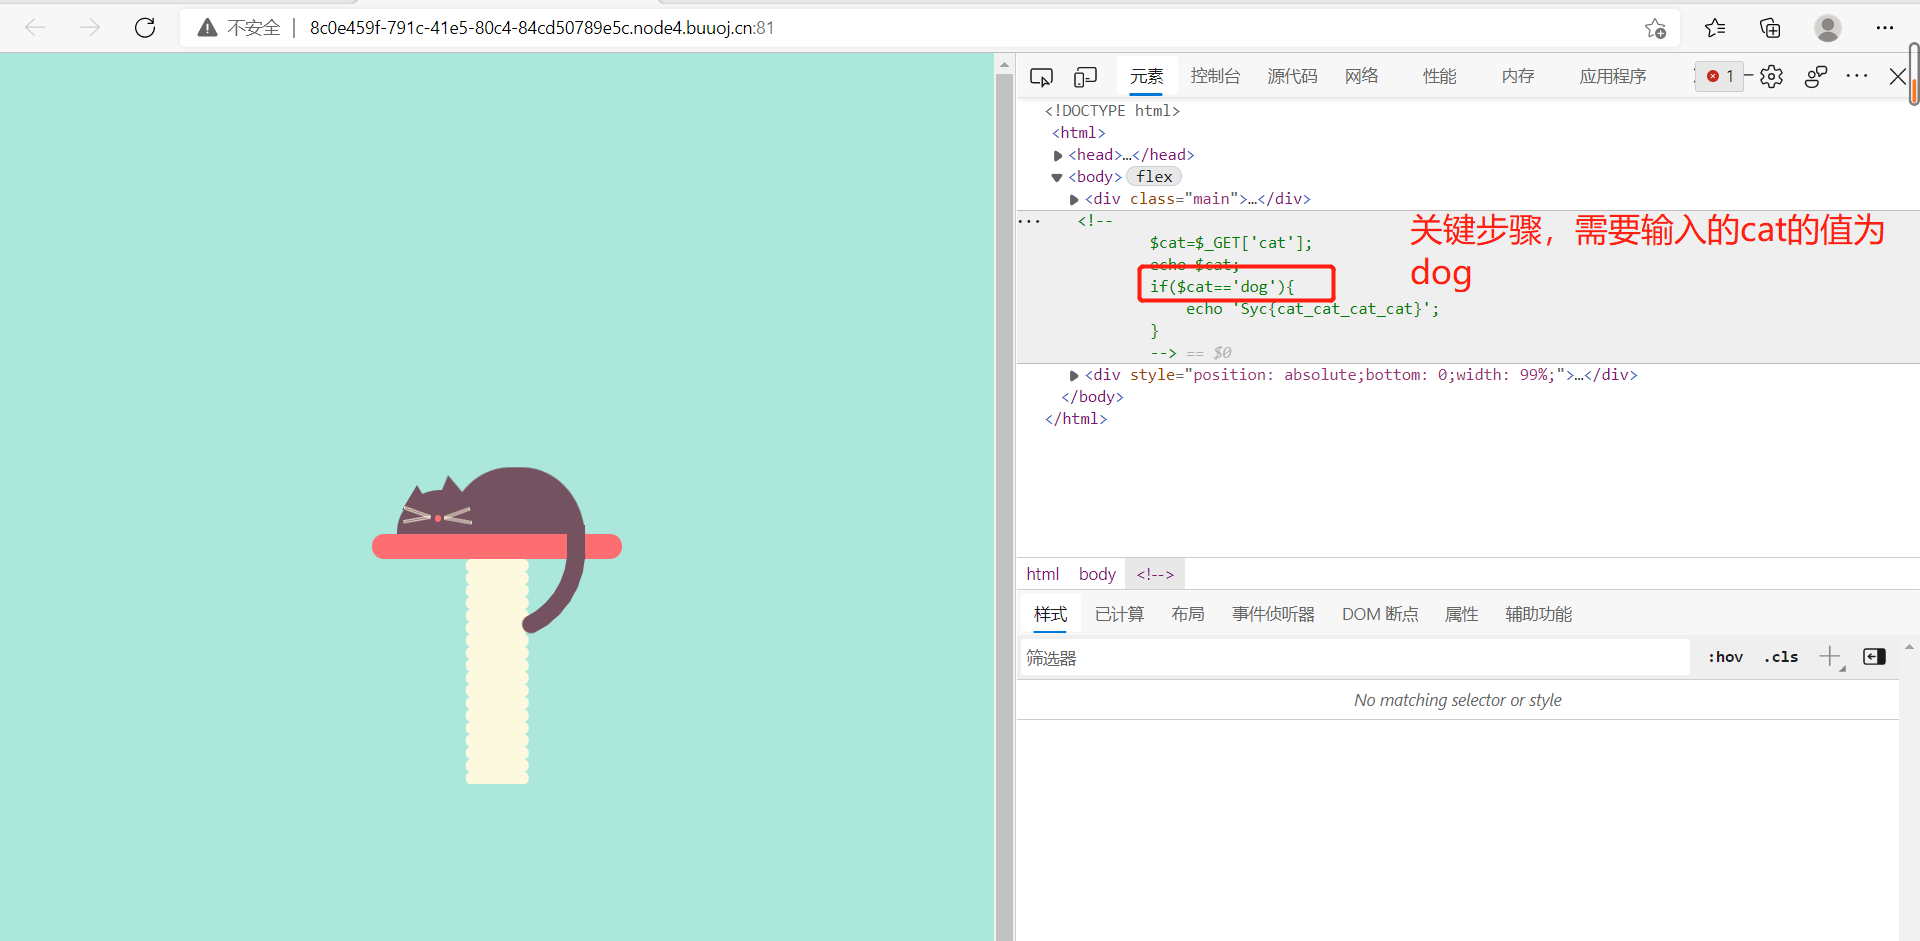 不安全 8c0e459f-791c-41e5-80c4-84cd50789e5c.node4.buuoj.cn:81
元素 控制台 源代码 网络 性能 内存 应用程序 1
<!DOCTYPE html>
<html>
<head>…</head>
<body> flex
<div class="main">…</div>
<!--
$cat=$_GET['cat'];
echo $cat;
if($cat=='dog'){
echo 'Syc{cat_cat_cat_cat}';
}
--> == $0
<div style="position: absolute;bottom: 0;width: 99%;">…</div>
</body>
</html>
关键步骤，需要输入的cat的值为
dog
html body <!-->
样式 已计算 布局 事件侦听器 DOM 断点 属性 辅助功能
筛选器 :hov .cls
No matching selector or style